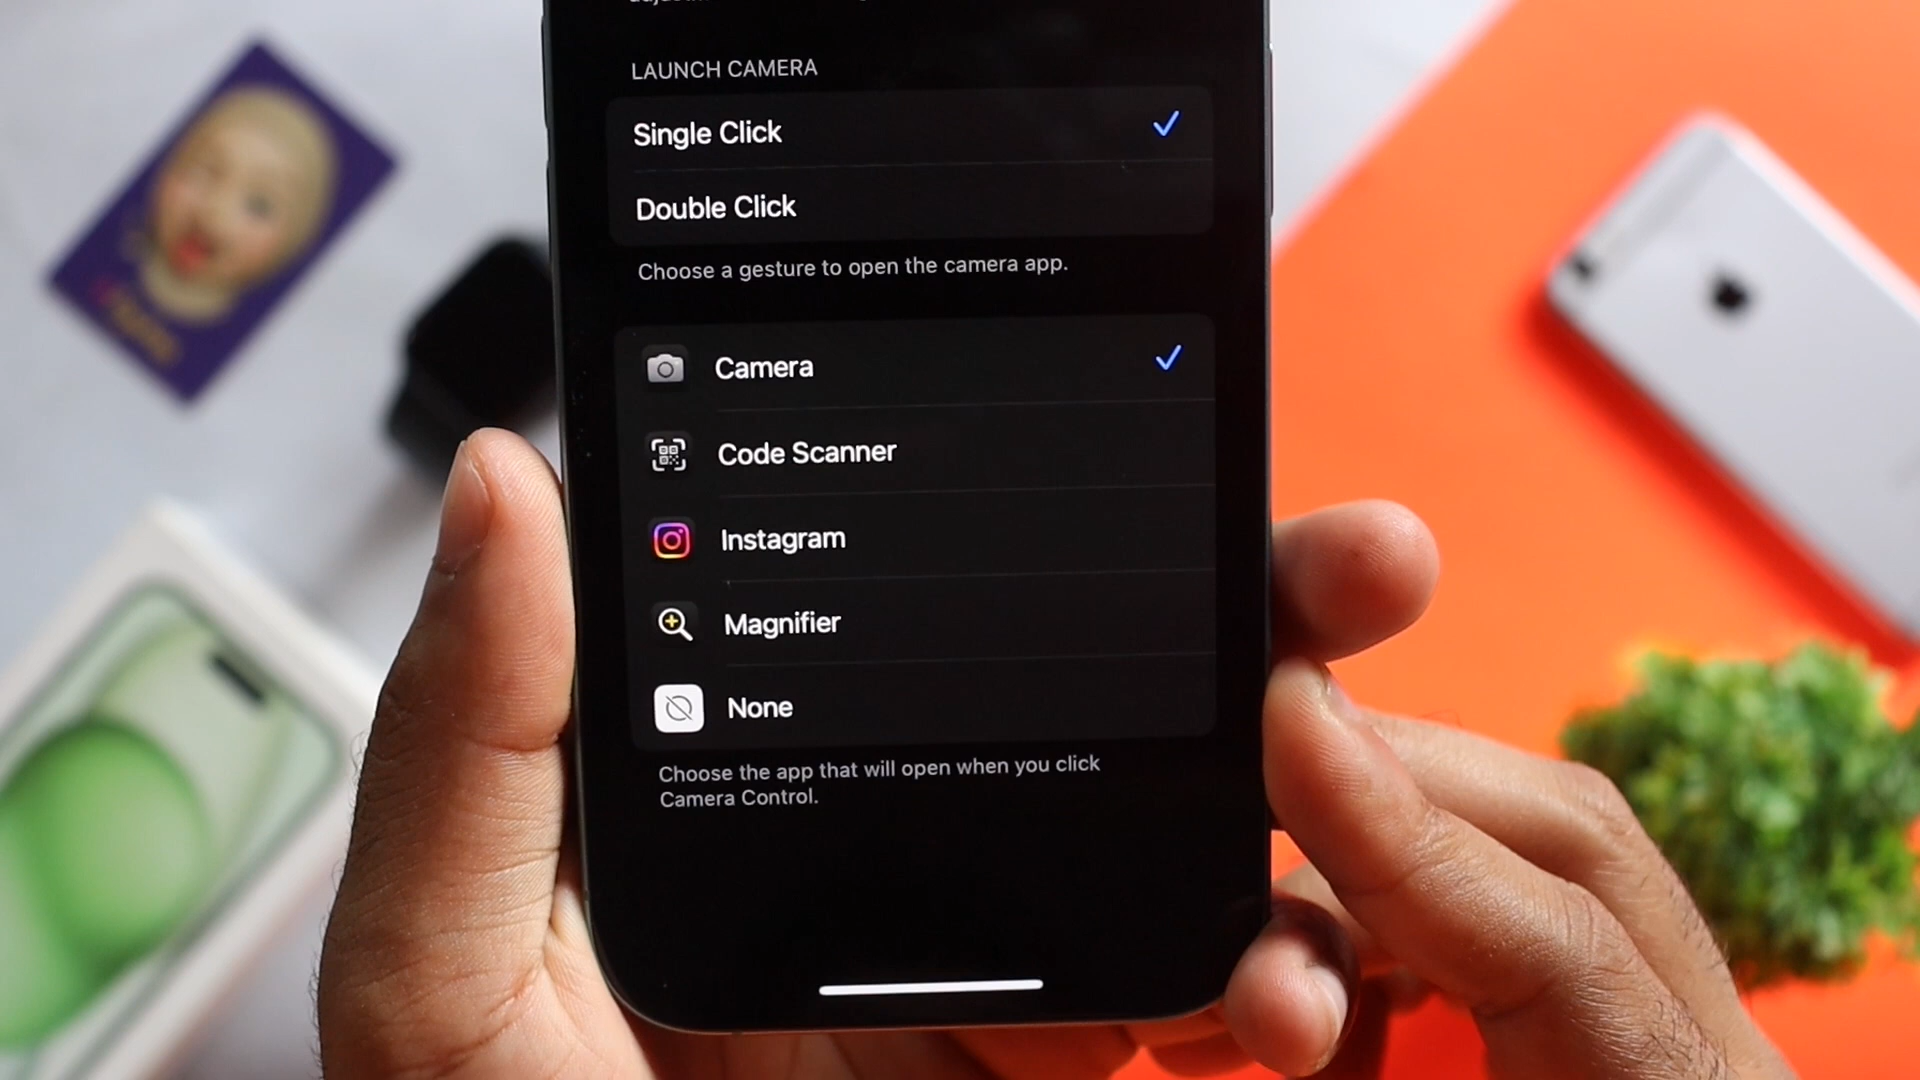 LAUNCH CAMERA
Single Click
Double Click
Choose a gesture to open the camera app.
Camera
Code Scanner
Instagram
Magnifier
None
Choose the app that will open when you click
Camera Control.